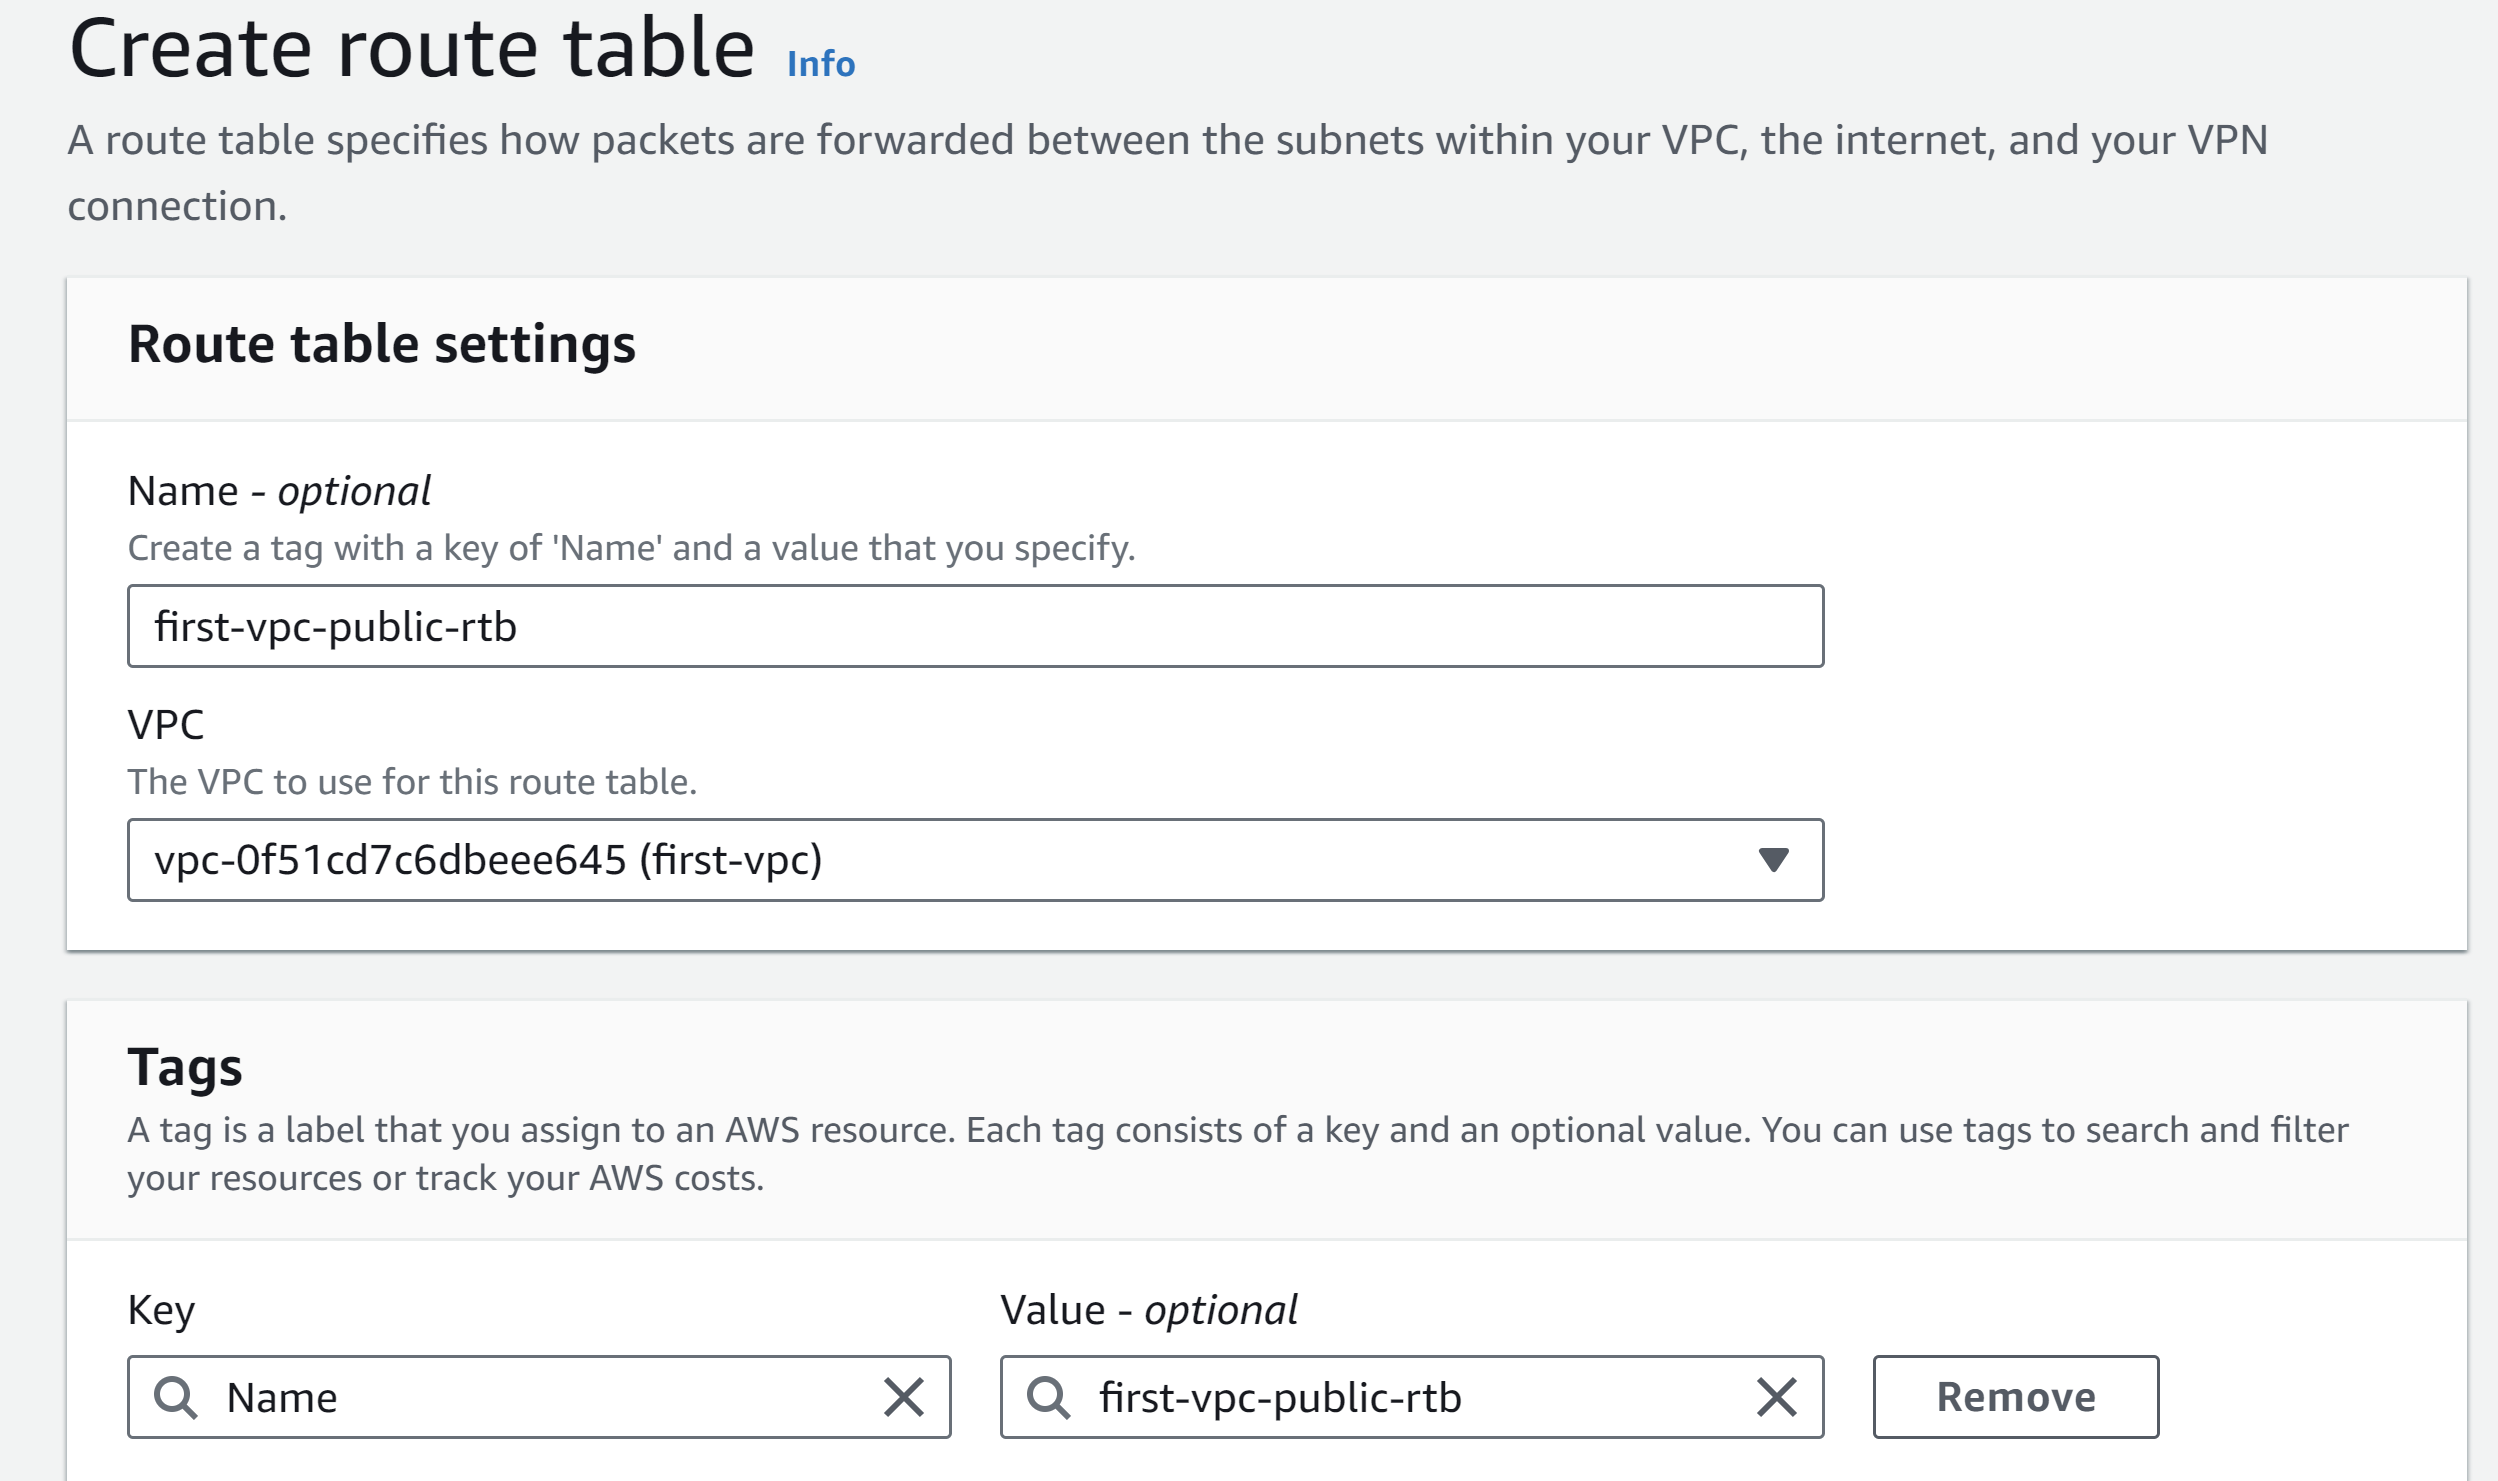 Create route table Info
A route table specifies how packets are forwarded between the subnets within your VPC, the internet, and your VPN
connection.
Route table settings
Name - optional
Create a tag with a key of 'Name' and a value that you specify.
first-vpc-public-rtb
VPC
The VPC to use for this route table.
vpc-0f51cd7c6dbeee645 (first-vpc)
Tags
A tag is a label that you assign to an AWS resource. Each tag consists of a key and an optional value. You can use tags to search and filter
your resources or track your AWS costs.
Key Value - optional
Name first-vpc-public-rtb Remove